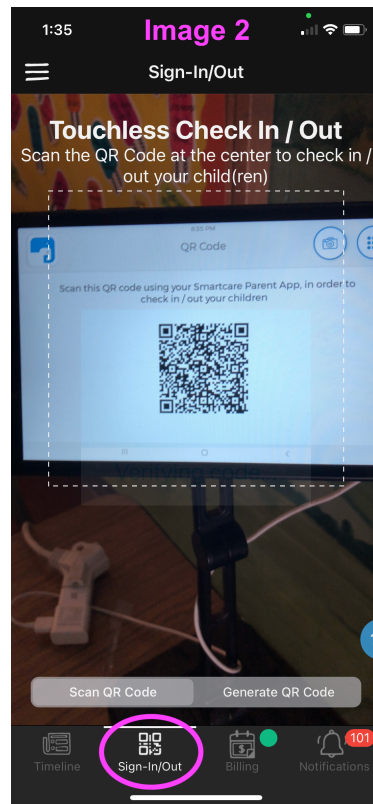 1:35
Image 2
Sign-In/Out
Touchless Check In / Out
Scan the QR Code at the center to check in /
out your child(ren)
8:35 PM
QR Code
Scan this QR code using your Smartcare Parent App, in order to
check in / out your children
Verifying code
Scan QR Code
Generate QR Code
Timeline
Sign-In/Out
Billing
101
Notifications